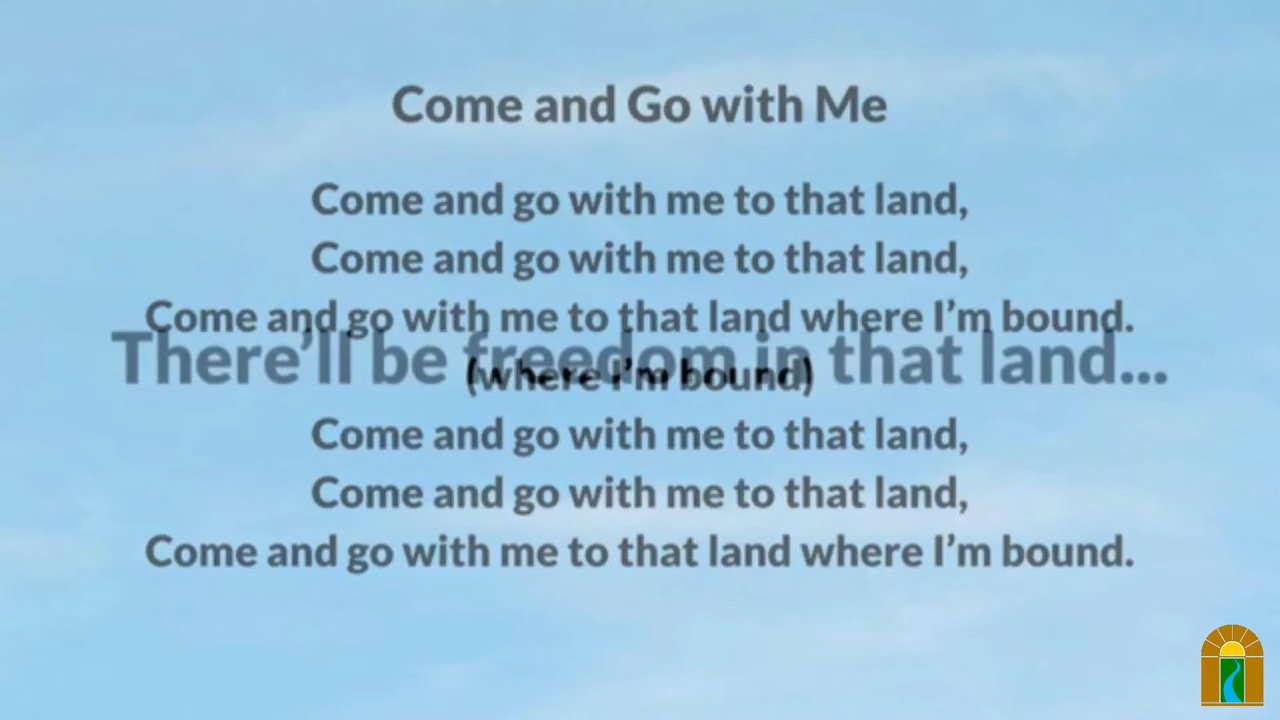 Come and Go with Me
Come and go with me to that land,
Come and go with me to that land,
Come and go with me to that land where I’m bound.
There’ll be freedom in that land...
(where I’m bound)
Come and go with me to that land,
Come and go with me to that land,
Come and go with me to that land where I’m bound.